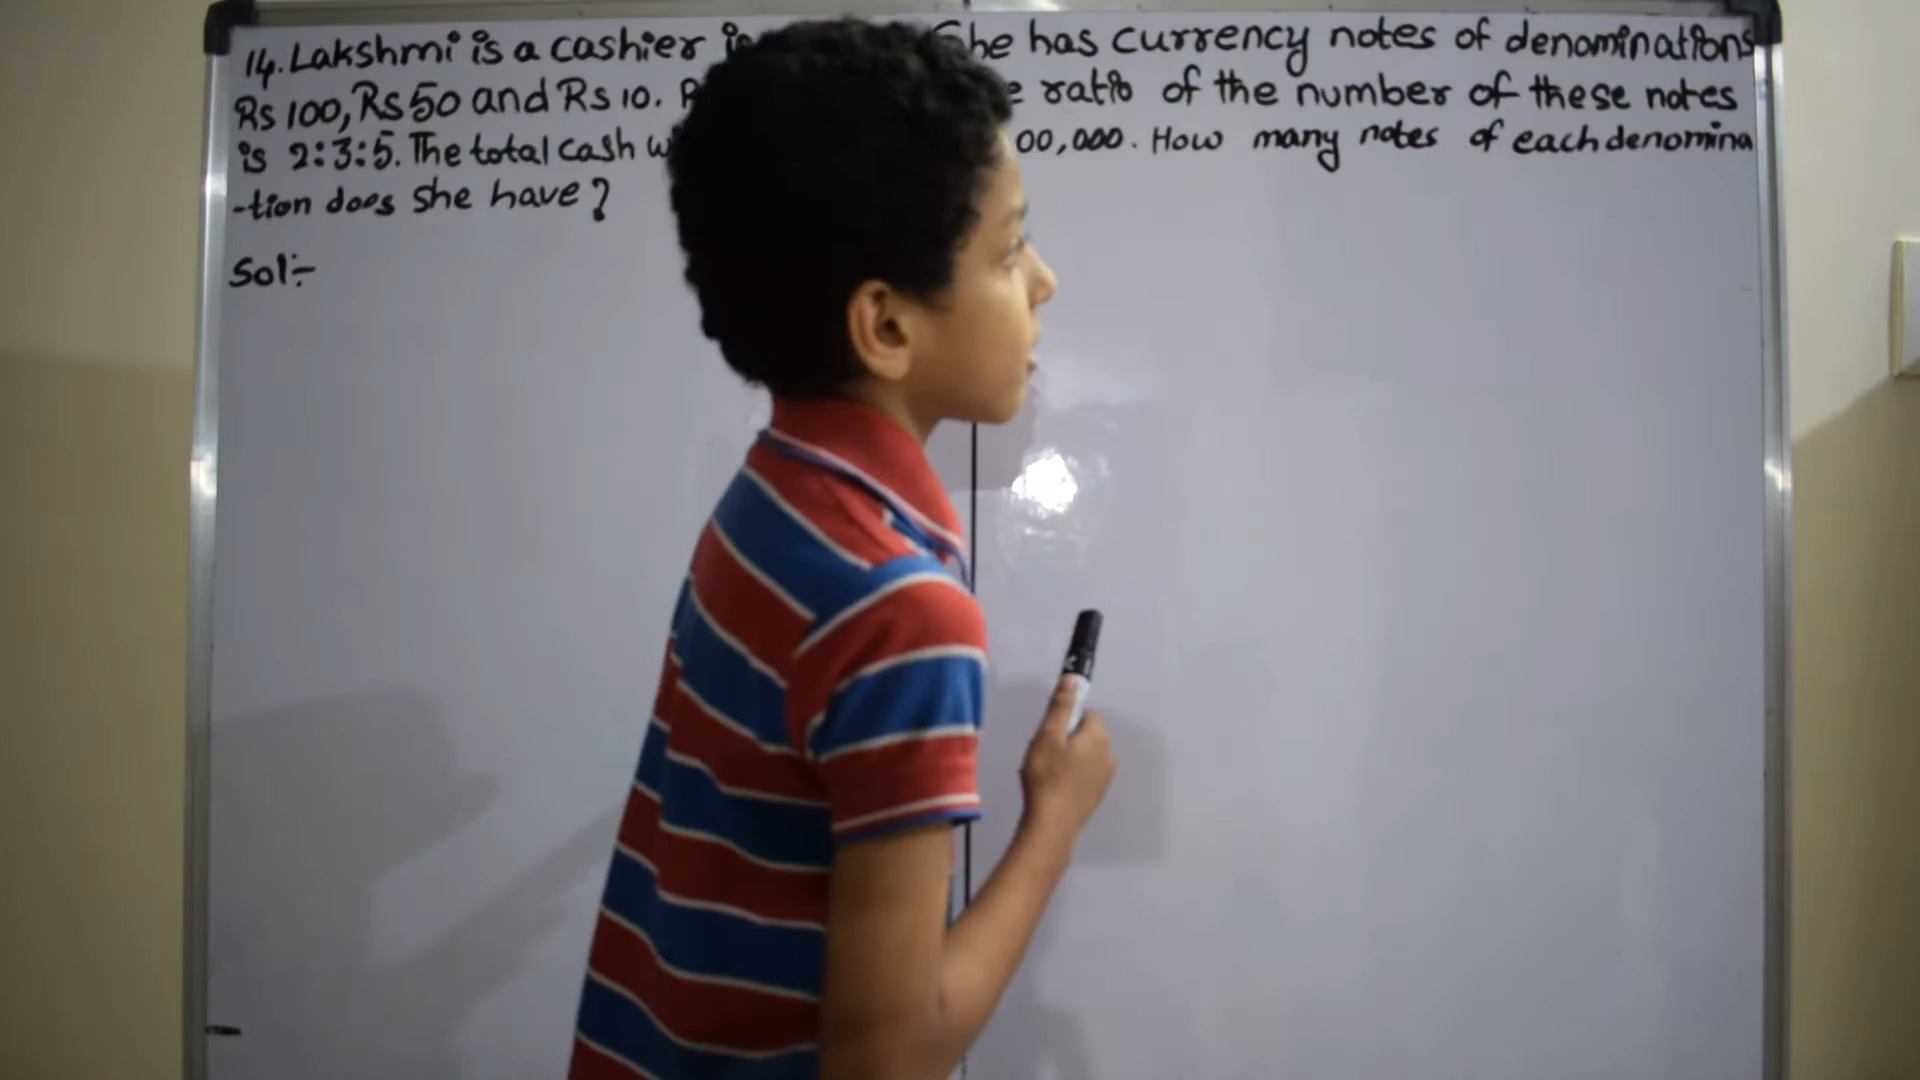 14. Lakshmi is a cashier in She has currency notes of denominations
Rs 100, Rs 50 and Rs 10. ratio of the number of these notes
is 2:3:5. The total cash 00,000. How many notes of each denomina
-tion does she have?
Sol:-